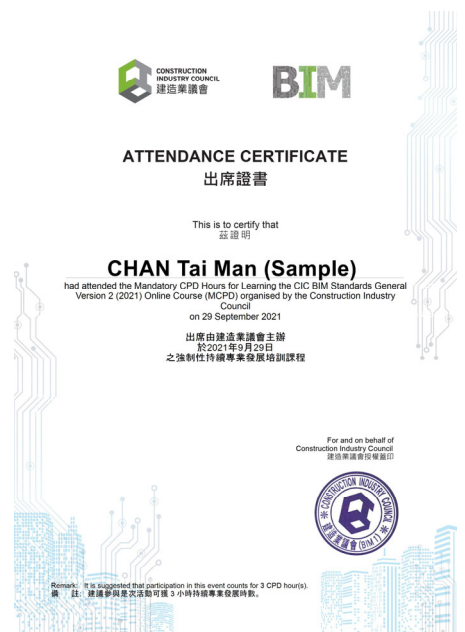 CONSTRUCTION
INDUSTRY COUNCIL
建造業議會
BIM
ATTENDANCE CERTIFICATE
出席證書
This is to certify that
茲證明
CHAN Tai Man (Sample)
had attended the Mandatory CPD Hours for Learning the CIC BIM Standards General
Version 2 (2021) Online Course (MCPD) organised by the Construction Industry
Council
on 29 September 2021
出席由建造業議會主辦
於2021年9月29日
之強制性持續專業發展培訓課程
For and on behalf of
Construction Industry Council
建造業議會授權蓋印
CONSTRUCTION INDUSTRY COUNCIL
建造業議會 (BIM 1)
Remark: It is suggested that participation in this event counts for 3 CPD hour(s).
備 註: 建議參與是次活動可獲 3 小時持續專業發展時數。